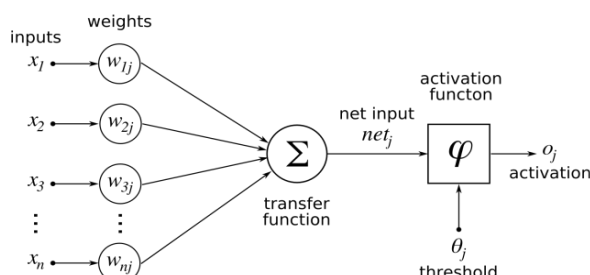 weights
inputs
x1
w1j
x2
w2j
x3
w3j
xn
wnj
Σ
transfer
function
net input
netj
activation
functon
φ
oj
activation
θj
threshold